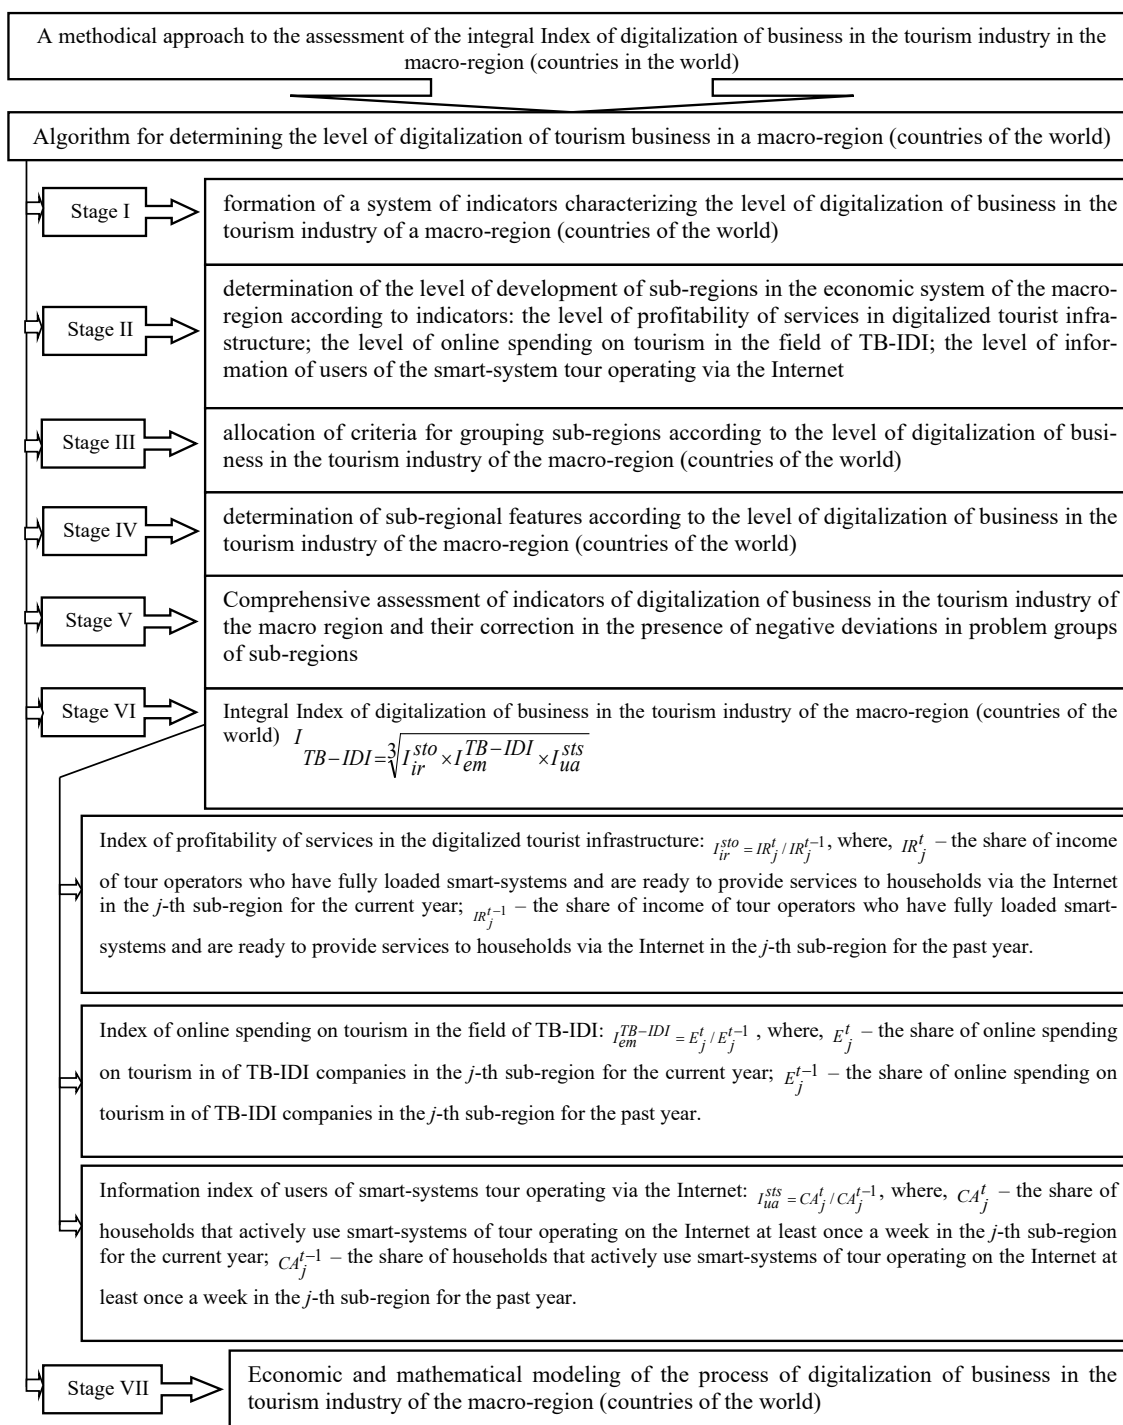 A methodical approach to the assessment of the integral Index of digitalization of business in the tourism industry in the
macro-region (countries in the world)
Algorithm for determining the level of digitalization of tourism business in a macro-region (countries of the world)
Stage I
formation of a system of indicators characterizing the level of digitalization of business in the
tourism industry of a macro-region (countries of the world)
Stage II
determination of the level of development of sub-regions in the economic system of the macro-
region according to indicators: the level of profitability of services in digitalized tourist infra-
structure; the level of online spending on tourism in the field of TB-IDI; the level of infor-
mation of users of the smart-system tour operating via the Internet
Stage III
allocation of criteria for grouping sub-regions according to the level of digitalization of busi-
ness in the tourism industry of the macro-region (countries of the world)
Stage IV
determination of sub-regional features according to the level of digitalization of business in the
tourism industry of the macro-region (countries of the world)
Stage V
Comprehensive assessment of indicators of digitalization of business in the tourism industry of
the macro region and their correction in the presence of negative deviations in problem groups
of sub-regions
Stage VI
Integral Index of digitalization of business in the tourism industry of the macro-region (countries of the
world) I_{TB-IDI} = \sqrt[3]{I_{ir}^{sto} × I_{em}^{TB-IDI} × I_{ua}^{sts}}
Index of profitability of services in the digitalized tourist infrastructure: I_{ir}^{sto} = IR_j^t / IR_j^{t-1}, where, IR_j^t – the share of income
of tour operators who have fully loaded smart-systems and are ready to provide services to households via the Internet
in the j-th sub-region for the current year; IR_j^{t-1} – the share of income of tour operators who have fully loaded smart-
systems and are ready to provide services to households via the Internet in the j-th sub-region for the past year.
Index of online spending on tourism in the field of TB-IDI: I_{em}^{TB-IDI} = E_j^t / E_j^{t-1} , where, E_j^t – the share of online spending
on tourism in of TB-IDI companies in the j-th sub-region for the current year; E_j^{t-1} – the share of online spending on
tourism in of TB-IDI companies in the j-th sub-region for the past year.
Information index of users of smart-systems tour operating via the Internet: I_{ua}^{sts} = CA_j^t / CA_j^{t-1}, where, CA_j^t – the share of
households that actively use smart-systems of tour operating on the Internet at least once a week in the j-th sub-region
for the current year; CA_j^{t-1} – the share of households that actively use smart-systems of tour operating on the Internet at
least once a week in the j-th sub-region for the past year.
Stage VII
Economic and mathematical modeling of the process of digitalization of business in the
tourism industry of the macro-region (countries of the world)